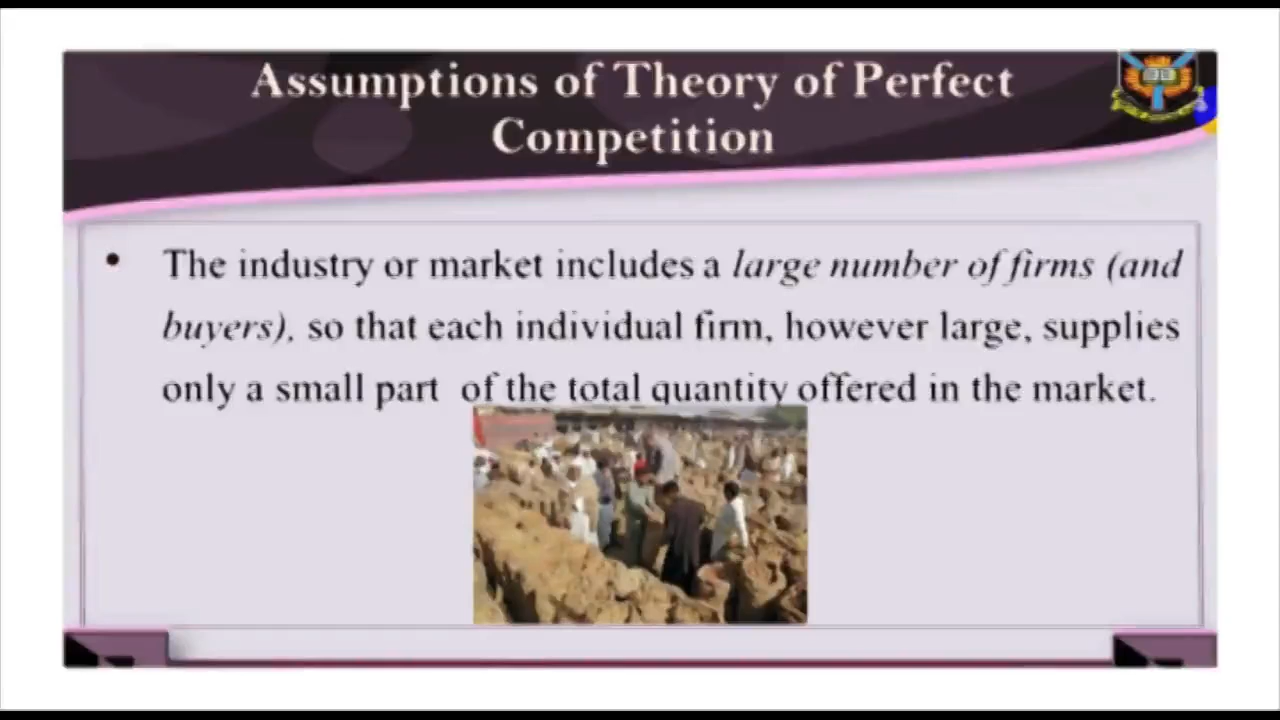 Assumptions of Theory of Perfect
Competition
• The industry or market includes a large number of firms (and
buyers), so that each individual firm, however large, supplies
only a small part of the total quantity offered in the market.